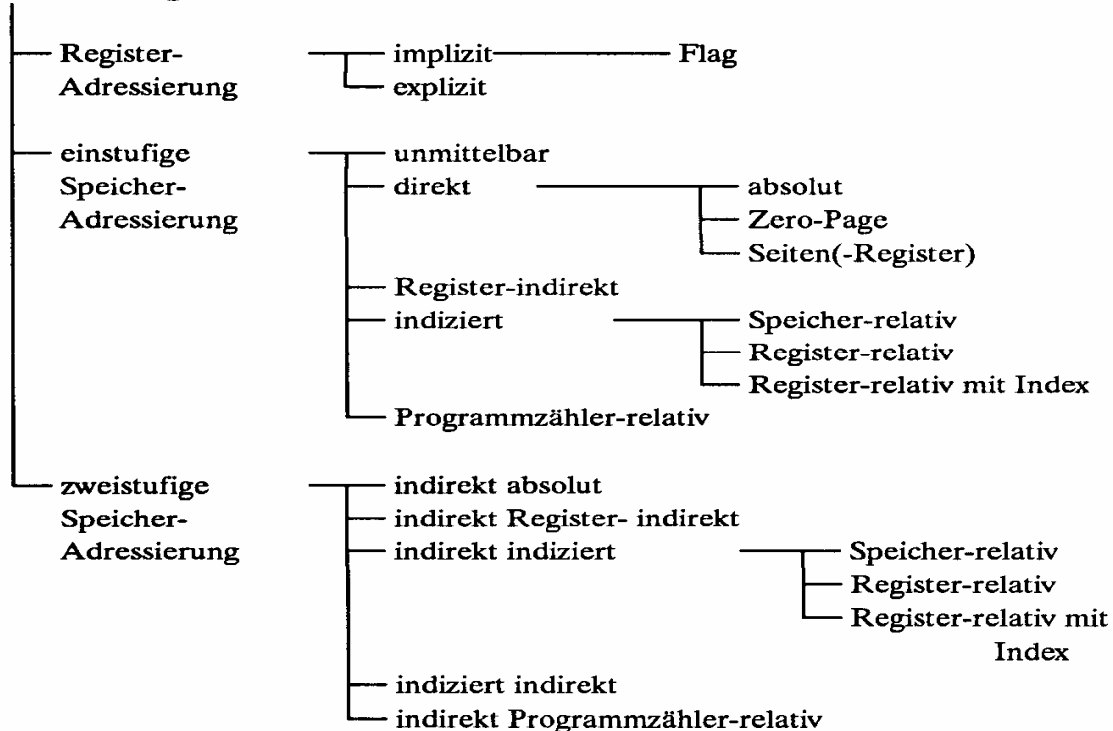 Register- implizit Flag
Adressierung explizit
einstufige unmittelbar
Speicher- direkt absolut
Adressierung Zero-Page
Seiten(-Register)
Register-indirekt
indiziert Speicher-relativ
Register-relativ
Register-relativ mit Index
Programmzähler-relativ
zweistufige indirekt absolut
Speicher- indirekt Register- indirekt
Adressierung indirekt indiziert Speicher-relativ
Register-relativ
Register-relativ mit
Index
indiziert indirekt
indirekt Programmzähler-relativ